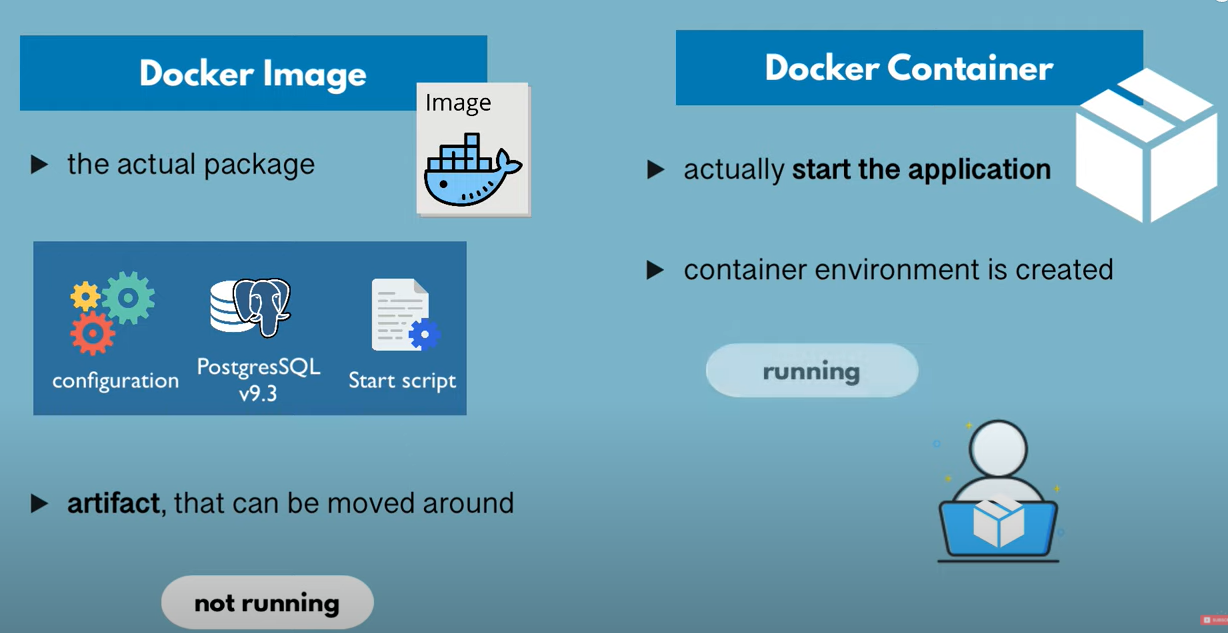 Docker Image
Image
the actual package
configuration
PostgresSQL
v9.3
Start script
artifact, that can be moved around
not running
Docker Container
actually start the application
container environment is created
running